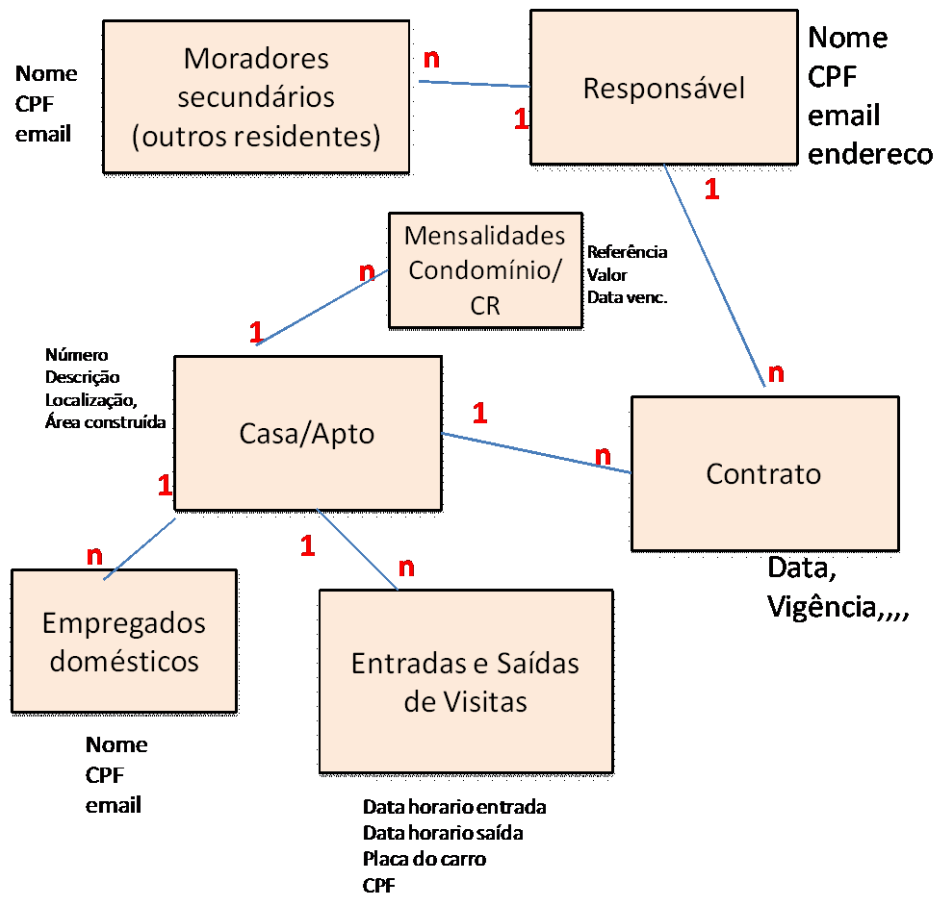 Nome
CPF
email
Moradores
secundários
(outros residentes)
n
1
Responsável
Nome
CPF
email
endereco
1
n
Mensalidades
Condomínio/
CR
Referência
Valor
Data venc.
n
1
Número
Descrição
Localização,
Área construída
Casa/Apto
1
n
Contrato
Data,
Vigência,,,,
1
n
Empregados
domésticos
Nome
CPF
email
1
n
Entradas e Saídas
de Visitas
Data horario entrada
Data horario saída
Placa do carro
CPF